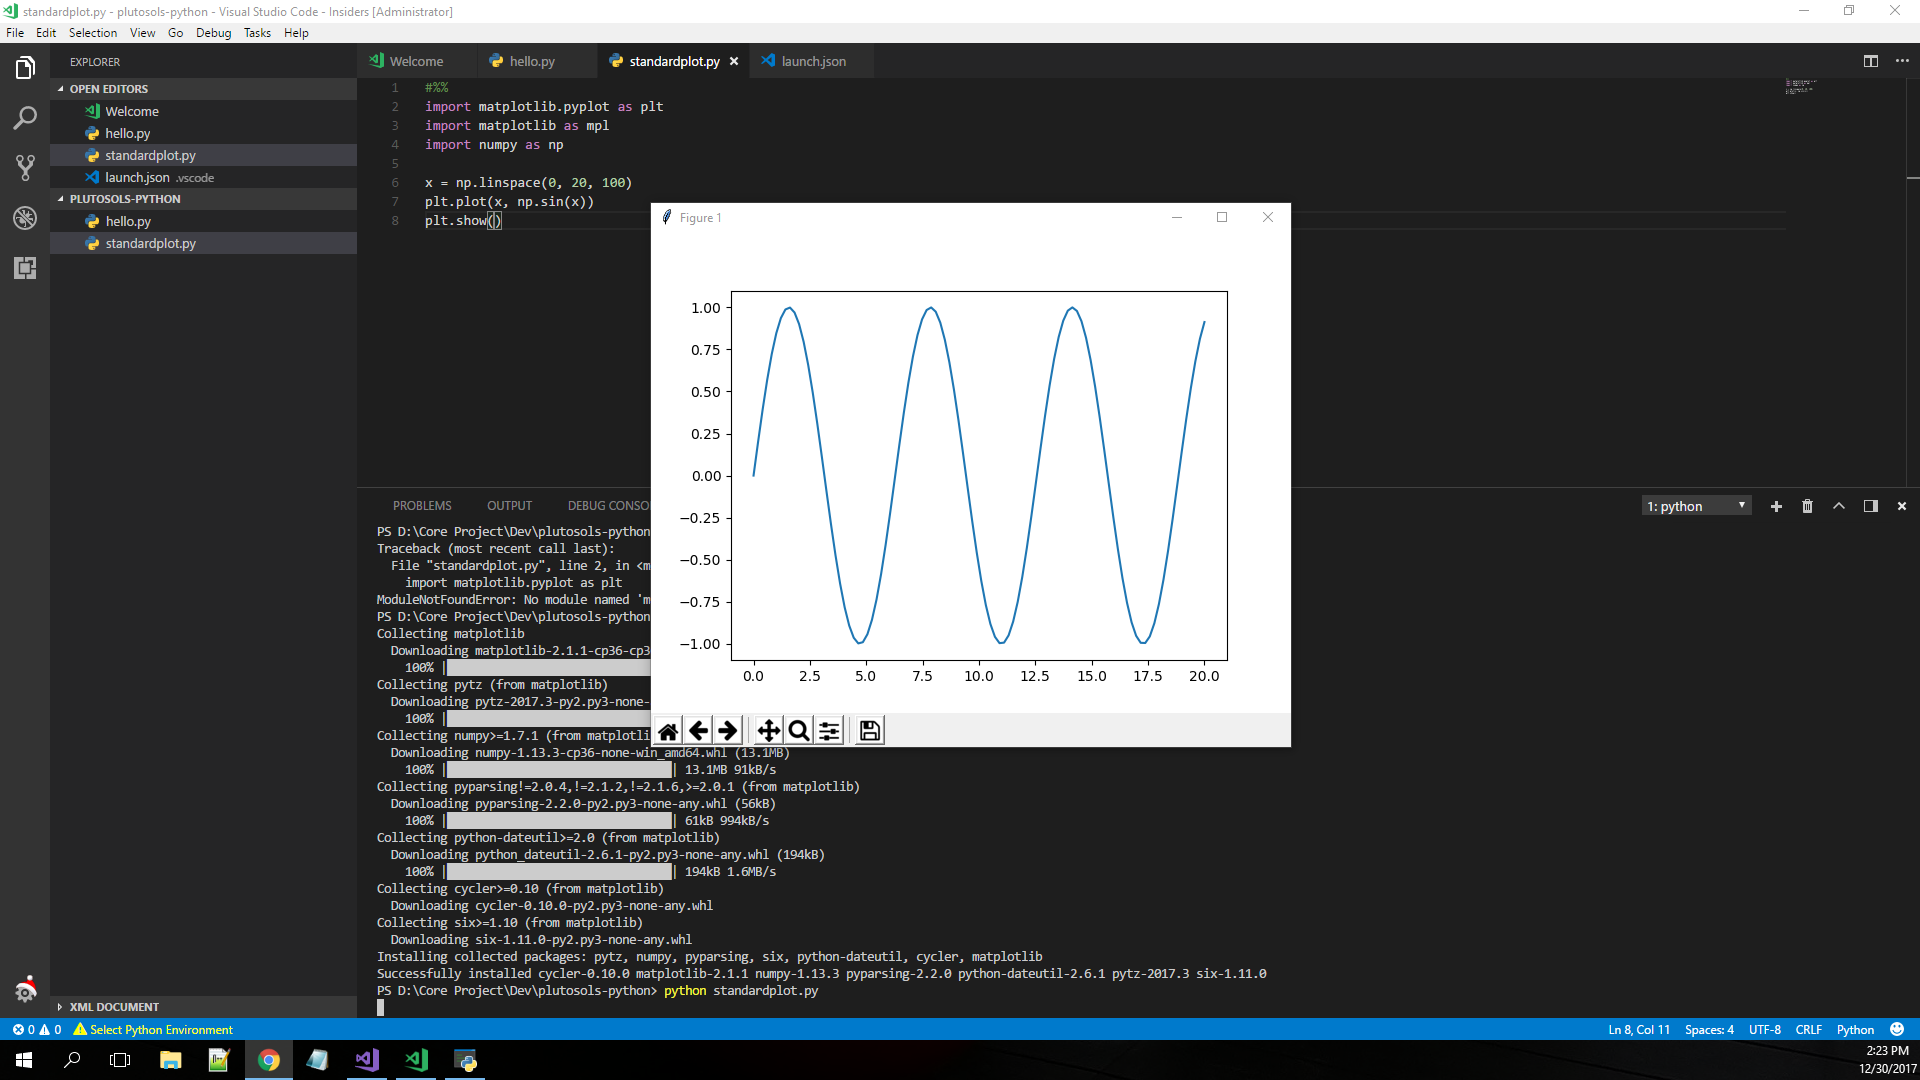 standardplot.py - plutosols-python - Visual Studio Code - Insiders [Administrator]
File Edit Selection View Go Debug Tasks Help
EXPLORER
OPEN EDITORS
Welcome
hello.py
standardplot.py
launch.json .vscode
PLUTOSOLS-PYTHON
hello.py
standardplot.py
XML DOCUMENT
Welcome hello.py standardplot.py launch.json
1 #%%
2 import matplotlib.pyplot as plt
3 import matplotlib as mpl
4 import numpy as np
5
6 x = np.linspace(0, 20, 100)
7 plt.plot(x, np.sin(x))
8 plt.show()
Figure 1
1.00
0.75
0.50
0.25
0.00
−0.25
−0.50
−0.75
−1.00
0.0 2.5 5.0 7.5 10.0 12.5 15.0 17.5 20.0
PROBLEMS OUTPUT DEBUG CONSO
1: python
PS D:\Core Project\Dev\plutosols-python
Traceback (most recent call last):
File "standardplot.py", line 2, in <m
import matplotlib.pyplot as plt
ModuleNotFoundError: No module named 'm
PS D:\Core Project\Dev\plutosols-python
Collecting matplotlib
Downloading matplotlib-2.1.1-cp36-cp3
100% |
Collecting pytz (from matplotlib)
Downloading pytz-2017.3-py2.py3-none-
100% |
Collecting numpy>=1.7.1 (from matplotli
Downloading numpy-1.13.3-cp36-none-win_amd64.whl (13.1MB)
100% | | 13.1MB 91kB/s
Collecting pyparsing!=2.0.4,!=2.1.2,!=2.1.6,>=2.0.1 (from matplotlib)
Downloading pyparsing-2.2.0-py2.py3-none-any.whl (56kB)
100% | | 61kB 994kB/s
Collecting python-dateutil>=2.0 (from matplotlib)
Downloading python_dateutil-2.6.1-py2.py3-none-any.whl (194kB)
100% | | 194kB 1.6MB/s
Collecting cycler>=0.10 (from matplotlib)
Downloading cycler-0.10.0-py2.py3-none-any.whl
Collecting six>=1.10 (from matplotlib)
Downloading six-1.11.0-py2.py3-none-any.whl
Installing collected packages: pytz, numpy, pyparsing, six, python-dateutil, cycler, matplotlib
Successfully installed cycler-0.10.0 matplotlib-2.1.1 numpy-1.13.3 pyparsing-2.2.0 python-dateutil-2.6.1 pytz-2017.3 six-1.11.0
PS D:\Core Project\Dev\plutosols-python> python standardplot.py
0 0 Select Python Environment Ln 8, Col 11 Spaces: 4 UTF-8 CRLF Python
2:23 PM
12/30/2017